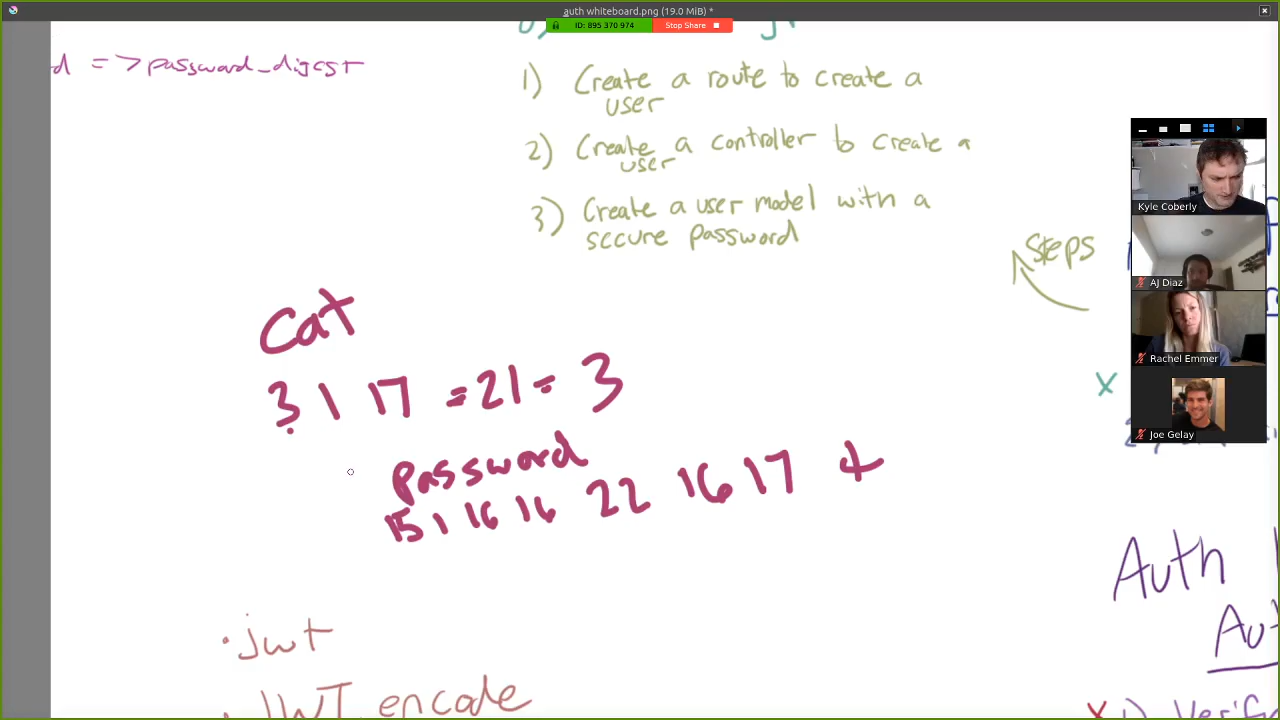 auth whiteboard.png (19.0 MiB) *
ID: 895 370 974 Stop Share
d => password_digest
1) Create a route to create a
user
2) Create a controller to create a
user
3) Create a user model with a
secure password
Steps
Kyle Coberly
AJ Diaz
Rachel Emmer
Joe Gelay
cat
3 1 17 = 21 = 3
x
password
15 1 16 16 22 16 17 4
Auth
Aut
• jwt
• JWT. encode
x 1) Verif